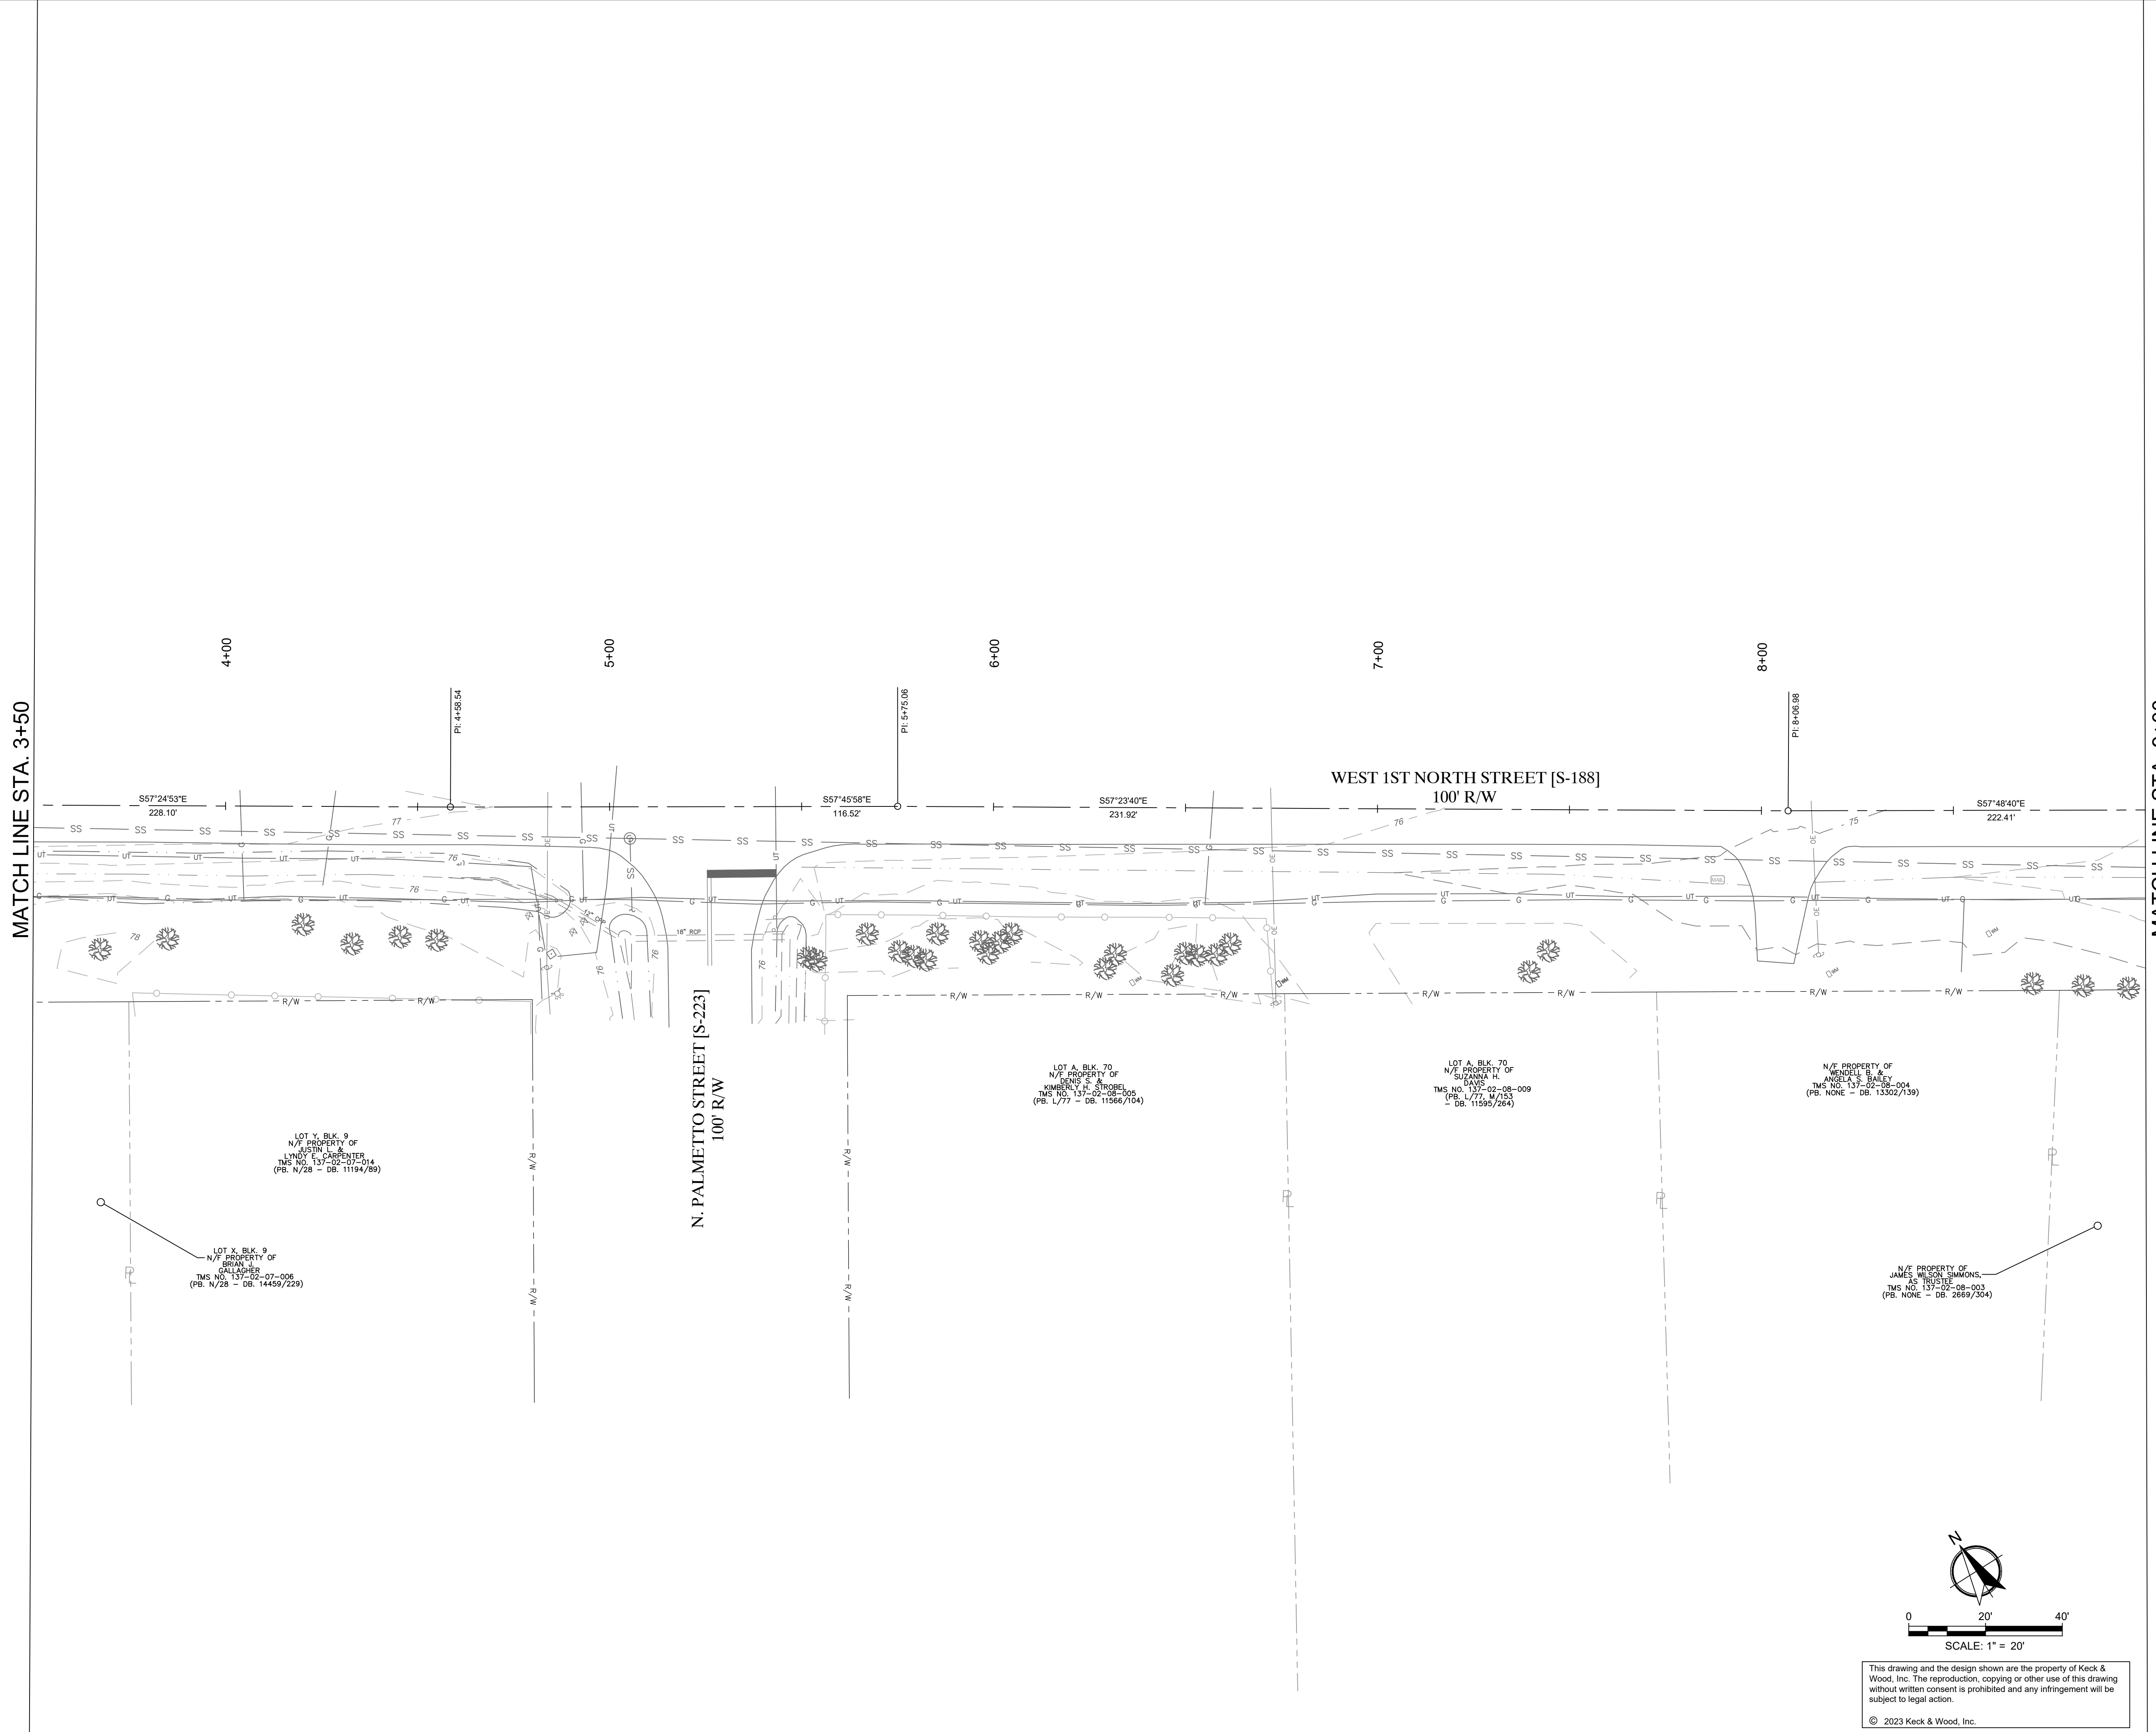 MATCH LINE STA. 3+50
4+00
5+00
6+00
7+00
8+00
PI: 4+58.54
PI: 5+75.06
PI: 8+06.98
WEST 1ST NORTH STREET [S-188]
100' R/W
S57°24'53"E
228.10'
S57°45'58"E
116.52'
S57°23'40"E
231.92'
S57°48'40"E
222.41'
77
76
75
76
76
78
76
76
76
18" RCP
MAIL
N. PALMETTO STREET [S-223]
100' R/W
R/W
R/W
R/W
R/W
R/W
R/W
R/W
R/W
R/W
R/W
R/W
R/W
R/W
LOT Y, BLK. 9
N/F PROPERTY OF
JUSTIN L. &
LYNDY E. CARPENTER
TMS NO. 137-02-07-014
(PB. N/28 - DB. 11194/89)
LOT X, BLK. 9
N/F PROPERTY OF
BRIAN J.
GALLAGHER
TMS NO. 137-02-07-006
(PB. N/28 - DB. 14459/229)
LOT A, BLK. 70
N/F PROPERTY OF
DENIS S. &
KIMBERLY H. STROBEL
TMS NO. 137-02-08-005
(PB. L/77 - DB. 11566/104)
LOT A, BLK. 70
N/F PROPERTY OF
SUZANNA H.
DAVIS
TMS NO. 137-02-08-009
(PB. L/77, M/153
- DB. 11595/264)
N/F PROPERTY OF
WENDELL B. &
ANGELA S. BAILEY
TMS NO. 137-02-08-004
(PB. NONE - DB. 13302/139)
N/F PROPERTY OF
JAMES WILSON SIMMONS,
AS TRUSTEE
TMS NO. 137-02-08-003
(PB. NONE - DB. 2669/304)
N
0 20' 40'
SCALE: 1" = 20'
This drawing and the design shown are the property of Keck &
Wood, Inc. The reproduction, copying or other use of this drawing
without written consent is prohibited and any infringement will be
subject to legal action.
© 2023 Keck & Wood, Inc.